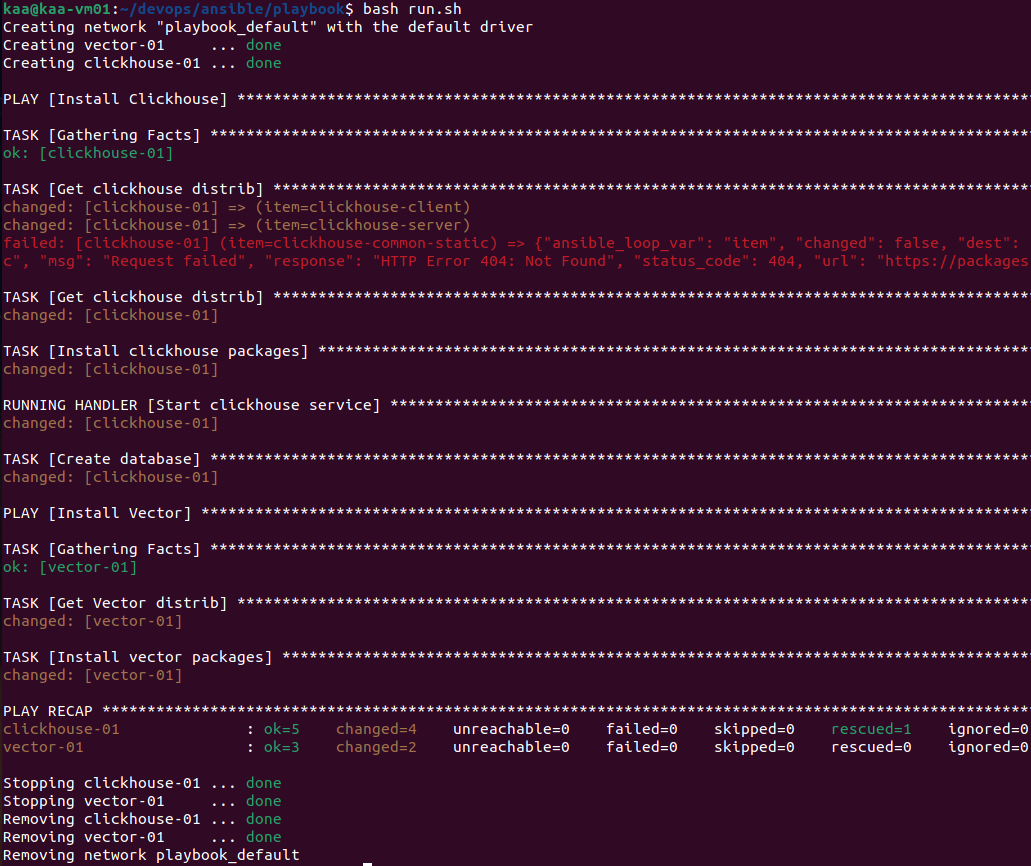 kaa@kaa-vm01:~/devops/ansible/playbook$ bash run.sh
Creating network "playbook_default" with the default driver
Creating vector-01     ... done
Creating clickhouse-01 ... done
PLAY [Install Clickhouse] ****************************************************************************************
TASK [Gathering Facts] *******************************************************************************************
ok: [clickhouse-01]
TASK [Get clickhouse distrib] ************************************************************************************
changed: [clickhouse-01] => (item=clickhouse-client)
changed: [clickhouse-01] => (item=clickhouse-server)
failed: [clickhouse-01] (item=clickhouse-common-static) => {"ansible_loop_var": "item", "changed": false, "dest":
c", "msg": "Request failed", "response": "HTTP Error 404: Not Found", "status_code": 404, "url": "https://packages
TASK [Get clickhouse distrib] ************************************************************************************
changed: [clickhouse-01]
TASK [Install clickhouse packages] *******************************************************************************
changed: [clickhouse-01]
RUNNING HANDLER [Start clickhouse service] ***********************************************************************
changed: [clickhouse-01]
TASK [Create database] *******************************************************************************************
changed: [clickhouse-01]
PLAY [Install Vector] ********************************************************************************************
TASK [Gathering Facts] *******************************************************************************************
ok: [vector-01]
TASK [Get Vector distrib] ****************************************************************************************
changed: [vector-01]
TASK [Install vector packages] ***********************************************************************************
changed: [vector-01]
PLAY RECAP *******************************************************************************************************
clickhouse-01              : ok=5    changed=4    unreachable=0    failed=0    skipped=0    rescued=1    ignored=0
vector-01                  : ok=3    changed=2    unreachable=0    failed=0    skipped=0    rescued=0    ignored=0
Stopping clickhouse-01 ... done
Stopping vector-01     ... done
Removing clickhouse-01 ... done
Removing vector-01     ... done
Removing network playbook_default